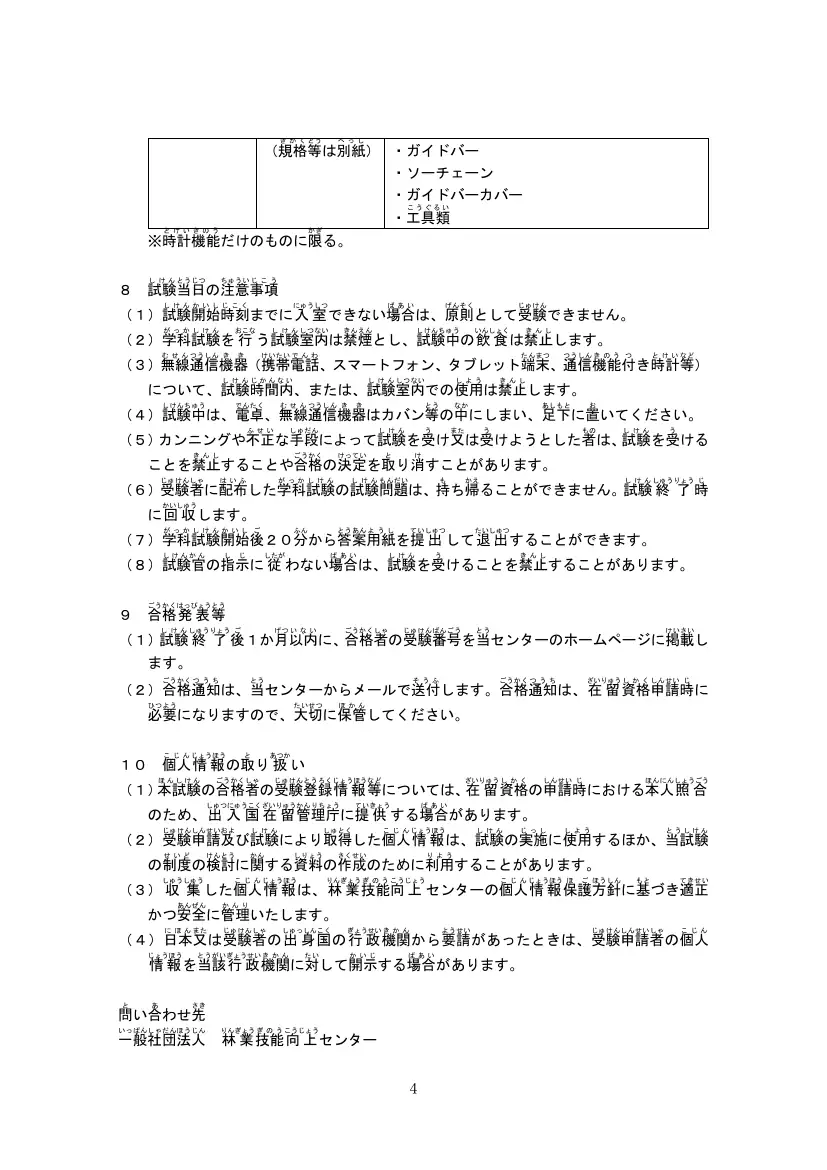 （規格等は別紙） ・ガイドバー
・ソーチェーン
・ガイドバーカバー
・工具類
※時計機能だけのものに限る。
８　試験当日の注意事項
（１）試験開始時刻までに入室できない場合は、原則として受験できません。
（２）学科試験を行う試験室内は禁煙とし、試験中の飲食は禁止します。
（３）無線通信機器（携帯電話、スマートフォン、タブレット端末、通信機能付き時計等）
について、試験時間内、または、試験室内での使用は禁止します。
（４）試験中は、電卓、無線通信機器はカバン等の中にしまい、足下に置いてください。
（５）カンニングや不正な手段によって試験を受け又は受けようとした者は、試験を受ける
ことを禁止することや合格の決定を取り消すことがあります。
（６）受験者に配布した学科試験の試験問題は、持ち帰ることができません。試験終了時
に回収します。
（７）学科試験開始後２０分から答案用紙を提出して退出することができます。
（８）試験官の指示に従わない場合は、試験を受けることを禁止することがあります。
９　合格発表等
（１）試験終了後１か月以内に、合格者の受験番号を当センターのホームページに掲載し
ます。
（２）合格通知は、当センターからメールで送付します。合格通知は、在留資格申請時に
必要になりますので、大切に保管してください。
１０　個人情報の取り扱い
（１）本試験の合格者の受験登録情報等については、在留資格の申請時における本人照合
のため、出入国在留管理庁に提供する場合があります。
（２）受験申請及び試験により取得した個人情報は、試験の実施に使用するほか、当試験
の制度の検討に関する資料の作成のために利用することがあります。
（３）収集した個人情報は、林業技能向上センターの個人情報保護方針に基づき適正
かつ安全に管理いたします。
（４）日本又は受験者の出身国の行政機関から要請があったときは、受験申請者の個人
情報を当該行政機関に対して開示する場合があります。
問い合わせ先
一般社団法人　林業技能向上センター
4